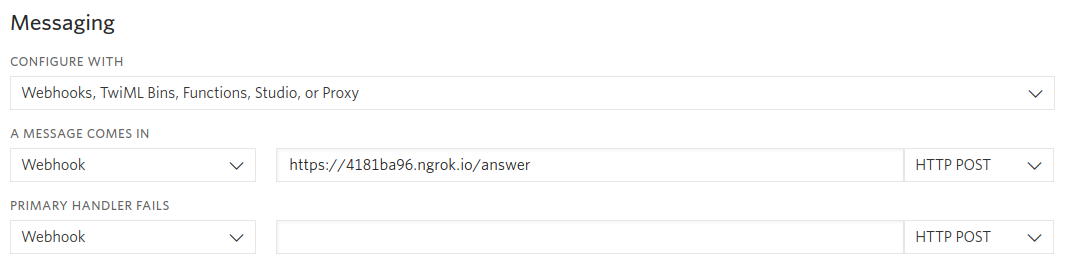 Messaging
CONFIGURE WITH
Webhooks, TwiML Bins, Functions, Studio, or Proxy
A MESSAGE COMES IN
Webhook https://4181ba96.ngrok.io/answer HTTP POST
PRIMARY HANDLER FAILS
Webhook HTTP POST